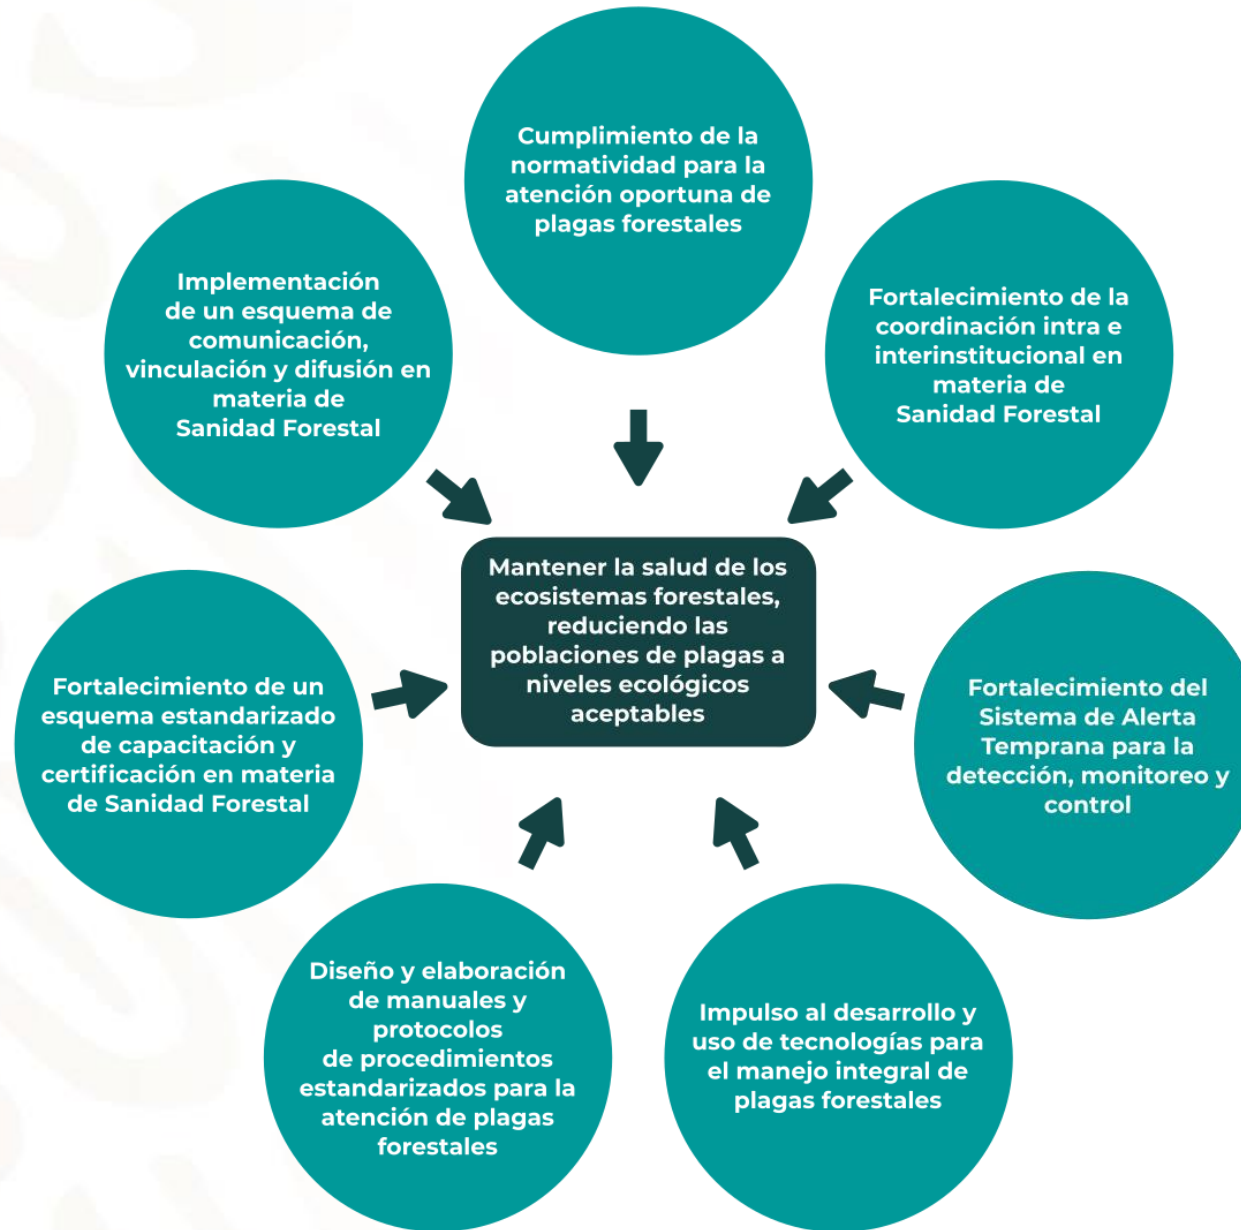 Cumplimiento de la
normatividad para la
atención oportuna de
plagas forestales
Implementación
de un esquema de
comunicación,
vinculación y difusión en
materia de
Sanidad Forestal
Fortalecimiento de la
coordinación intra e
interinstitucional en
materia de
Sanidad Forestal
Mantener la salud de los
ecosistemas forestales,
reduciendo las
poblaciones de plagas a
niveles ecológicos
aceptables
Fortalecimiento de un
esquema estandarizado
de capacitación y
certificación en materia
de Sanidad Forestal
Fortalecimiento del
Sistema de Alerta
Temprana para la
detección, monitoreo y
control
Diseño y elaboración
de manuales y
protocolos
de procedimientos
estandarizados para la
atención de plagas
forestales
Impulso al desarrollo y
uso de tecnologías para
el manejo integral de
plagas forestales